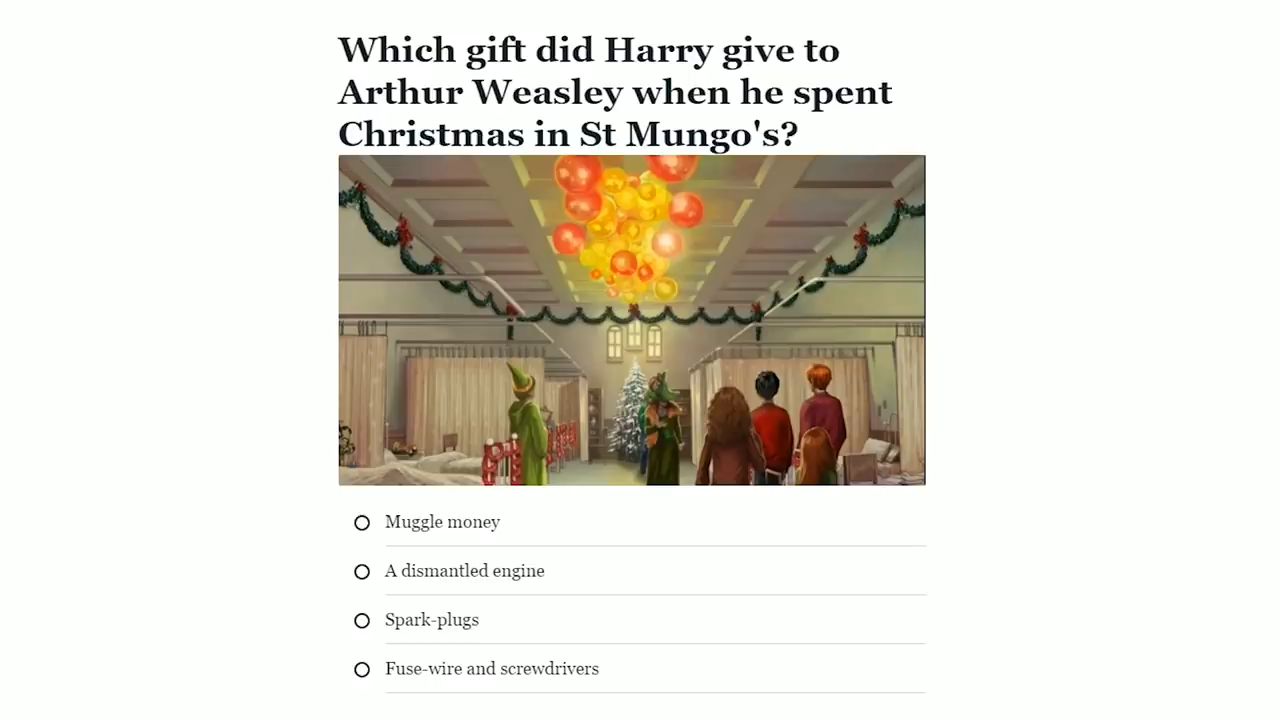 Which gift did Harry give to
Arthur Weasley when he spent
Christmas in St Mungo's?
Muggle money
A dismantled engine
Spark-plugs
Fuse-wire and screwdrivers